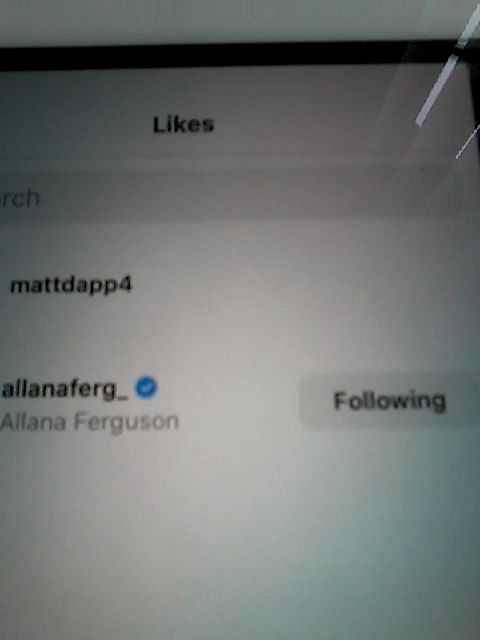 Likes
rch
mattdapp4
allanaferg_
Allana Ferguson
Following